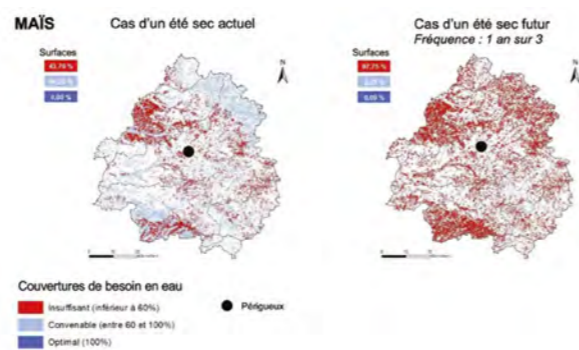 MAÏS
Cas d'un été sec actuel
Cas d'un été sec futur
Fréquence : 1 an sur 3
Surfaces
Surfaces
N
N
Couvertures de besoin en eau
Insuffisant (inférieur à 60%)
Convenable (entre 60 et 100%)
Optimal (100%)
Périgueux